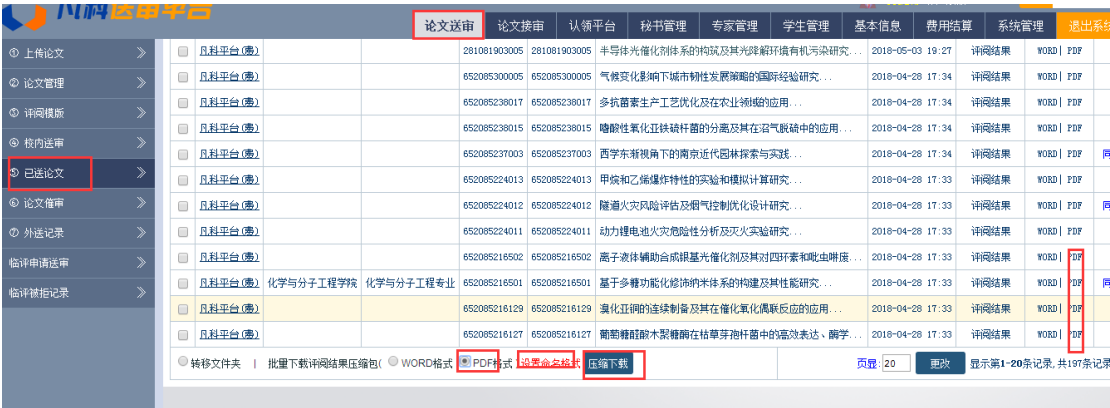 凡科送审平台
论文送审 论文接审 认领平台 秘书管理 专家管理 学生管理 基本信息 费用结算 系统管理 退出系统
① 上传论文
② 论文管理
③ 评阅模版
④ 校内送审
⑤ 已送论文
⑥ 论文催审
⑦ 外送记录
临评申请送审
临评被拒记录
凡科平台(惠) 281081903005 281081903005 半导体光催化剂体系的构筑及其光降解环境有机污染研究... 2018-05-03 19:27 评阅结果 WORD| PDF
凡科平台(惠) 652085300005 652085300005 气候变化影响下城市韧性发展策略的国际经验研究... 2018-04-28 17:34 评阅结果 WORD| PDF
凡科平台(惠) 652085238017 652085238017 多抗菌素生产工艺优化及在农业领域的应用... 2018-04-28 17:34 评阅结果 WORD| PDF
凡科平台(惠) 652085238015 652085238015 嗜酸性氧化亚铁硫杆菌的分离及其在沼气脱硫中的应用... 2018-04-28 17:34 评阅结果 WORD| PDF
凡科平台(惠) 652085237003 652085237003 西学东渐视角下的南京近代园林探索与实践... 2018-04-28 17:34 评阅结果 WORD| PDF 同
凡科平台(惠) 652085224013 652085224013 甲烷和乙烯爆炸特性的实验和模拟计算研究... 2018-04-28 17:33 评阅结果 WORD| PDF
凡科平台(惠) 652085224012 652085224012 隧道火灾风险评估及烟气控制优化设计研究... 2018-04-28 17:33 评阅结果 WORD| PDF 同
凡科平台(惠) 652085224011 652085224011 动力锂电池火灾危险性分析及灭火实验研究... 2018-04-28 17:33 评阅结果 WORD| PDF
凡科平台(惠) 652085216502 652085216502 离子液体辅助合成银基光催化剂及其对四环素和吡虫啉废... 2018-04-28 17:33 评阅结果 WORD| PDF
凡科平台(惠) 化学与分子工程学院 化学与分子工程专业 652085216501 652085216501 基于多糖功能化修饰纳米体系的构建及其性能研究... 2018-04-28 17:33 评阅结果 WORD| PDF 同
凡科平台(惠) 652085216129 652085216129 溴化亚铜的连续制备及其在催化氧化偶联反应的应用... 2018-04-28 17:33 评阅结果 WORD| PDF
凡科平台(惠) 652085216127 652085216127 葡萄糖醛酸木聚糖酶在枯草芽孢杆菌中的高效表达、酶学... 2018-04-28 17:33 评阅结果 WORD| PDF
转移文件夹 | 批量下载评阅结果压缩包( WORD格式 PDF格式 )设置命名格式 压缩下载 页显: 20 更改 显示第1-20条记录,共197条记录